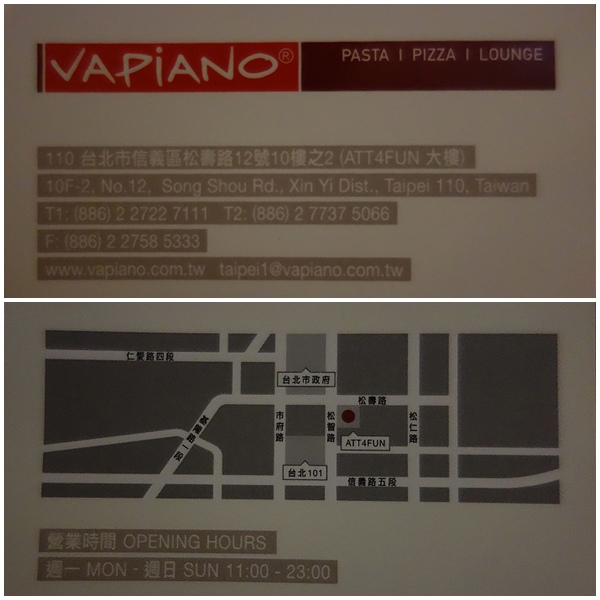 VAPiANO® PASTA | PIZZA | LOUNGE
110 台北市信義區松壽路12號10樓之2 (ATT4FUN 大樓)
10F-2, No.12, Song Shou Rd., Xin Yi Dist., Taipei 110, Taiwan
T1: (886) 2 2722 7111 T2: (886) 2 7737 5066
F: (886) 2 2758 5333
www.vapiano.com.tw taipei1@vapiano.com.tw
仁愛路四段
台北市政府
松壽路
市府路
松智路
松仁路
ATT4FUN
台北101
信義路五段
營業時間 OPENING HOURS
週一 MON - 週日 SUN 11:00 - 23:00